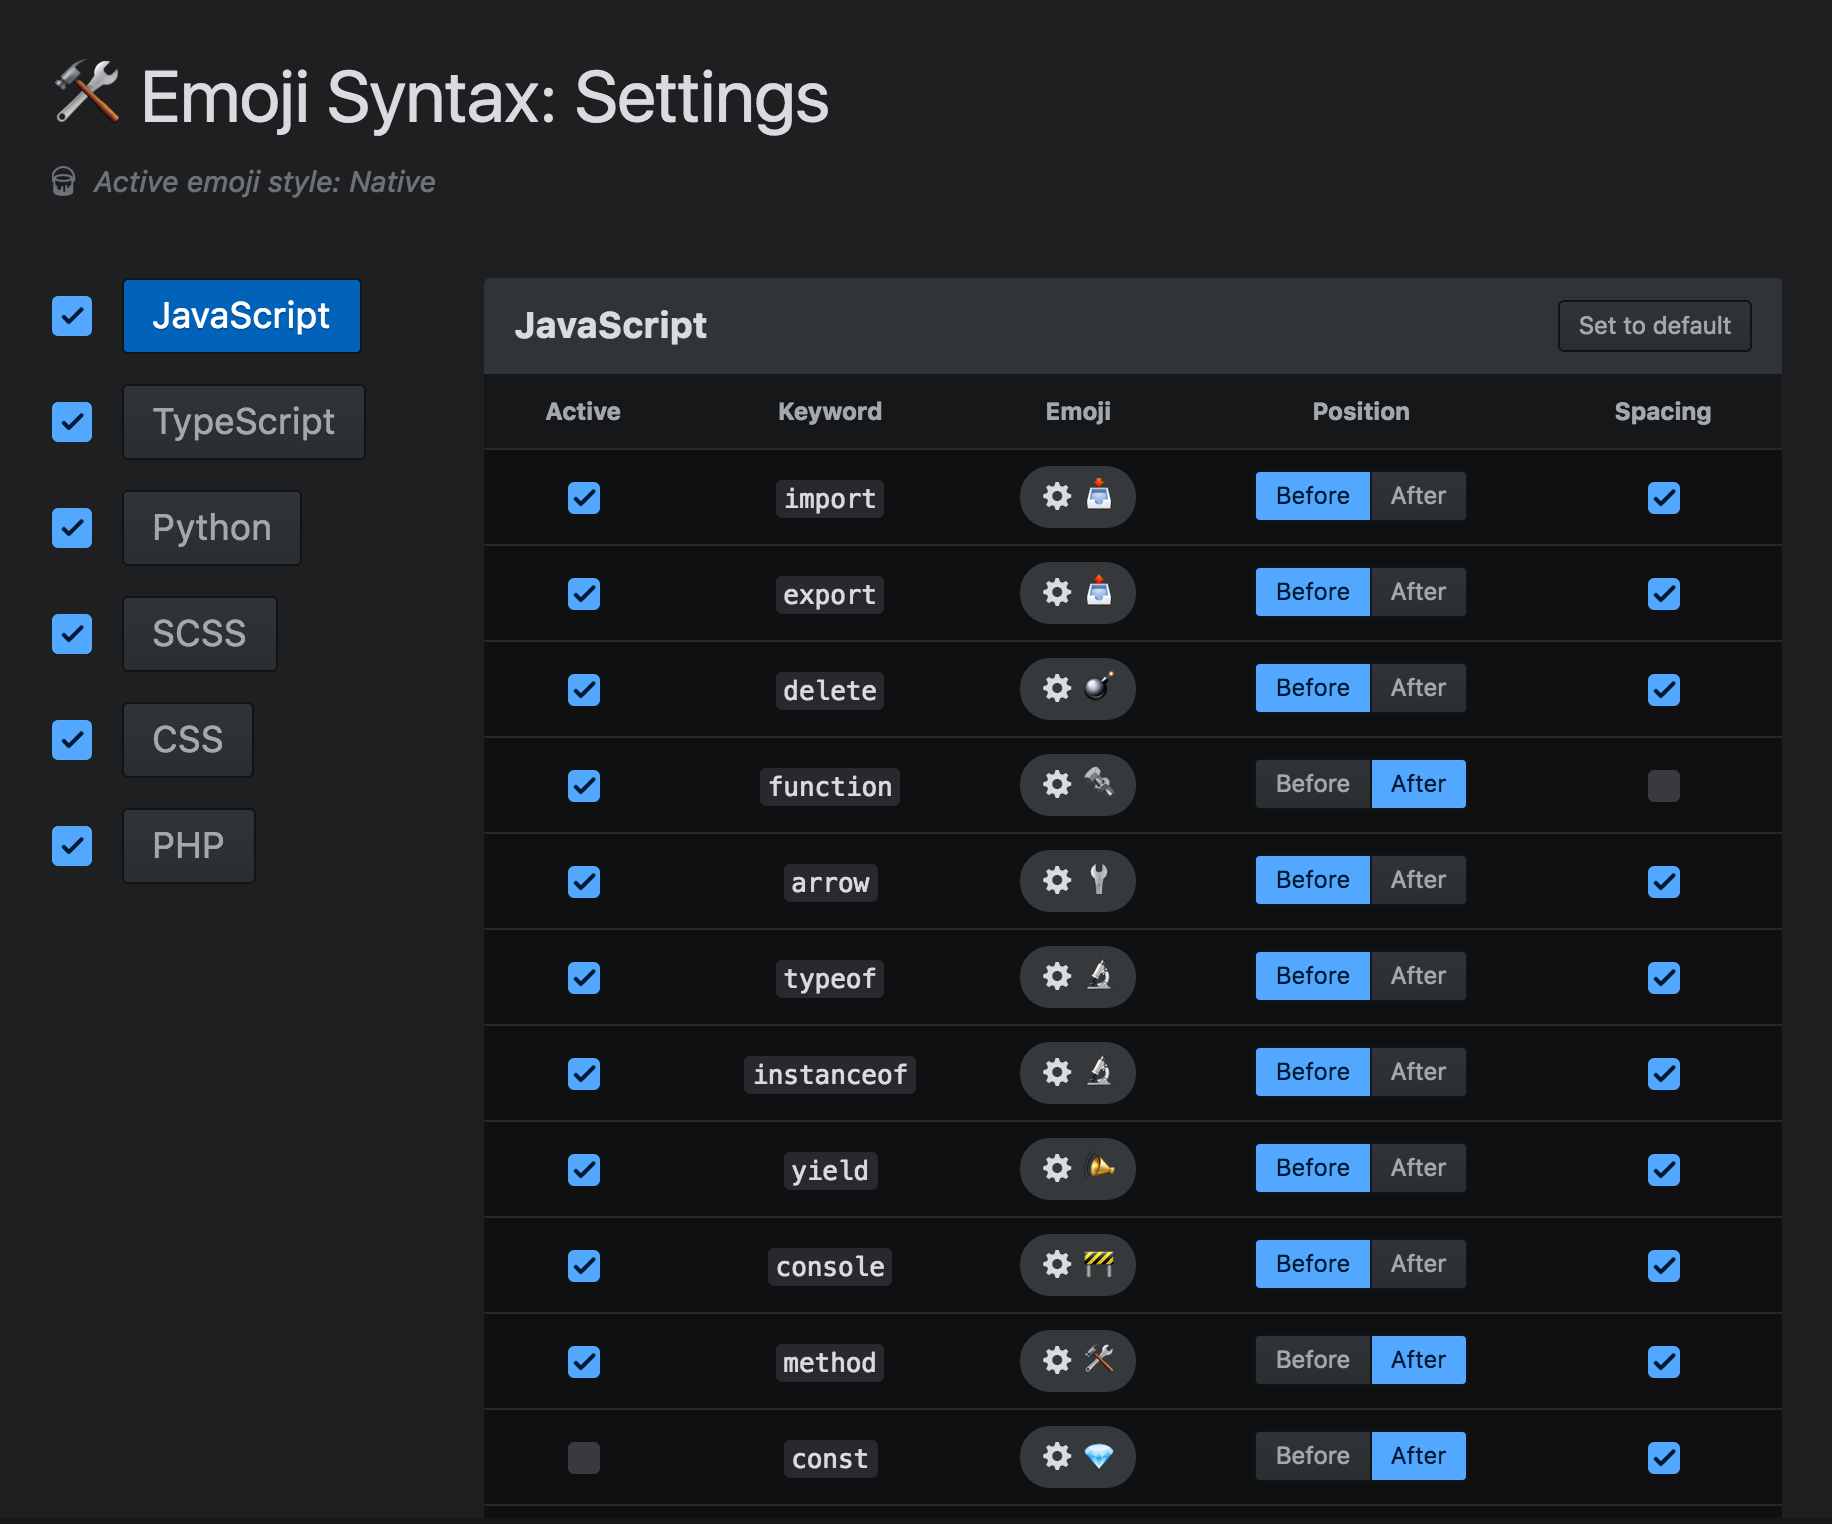 Emoji Syntax: Settings
Active emoji style: Native
JavaScript
TypeScript
Python
SCSS
CSS
PHP
JavaScript Set to default
Active Keyword Emoji Position Spacing
import Before After
export Before After
delete Before After
function Before After
arrow Before After
typeof Before After
instanceof Before After
yield Before After
console Before After
method Before After
const Before After